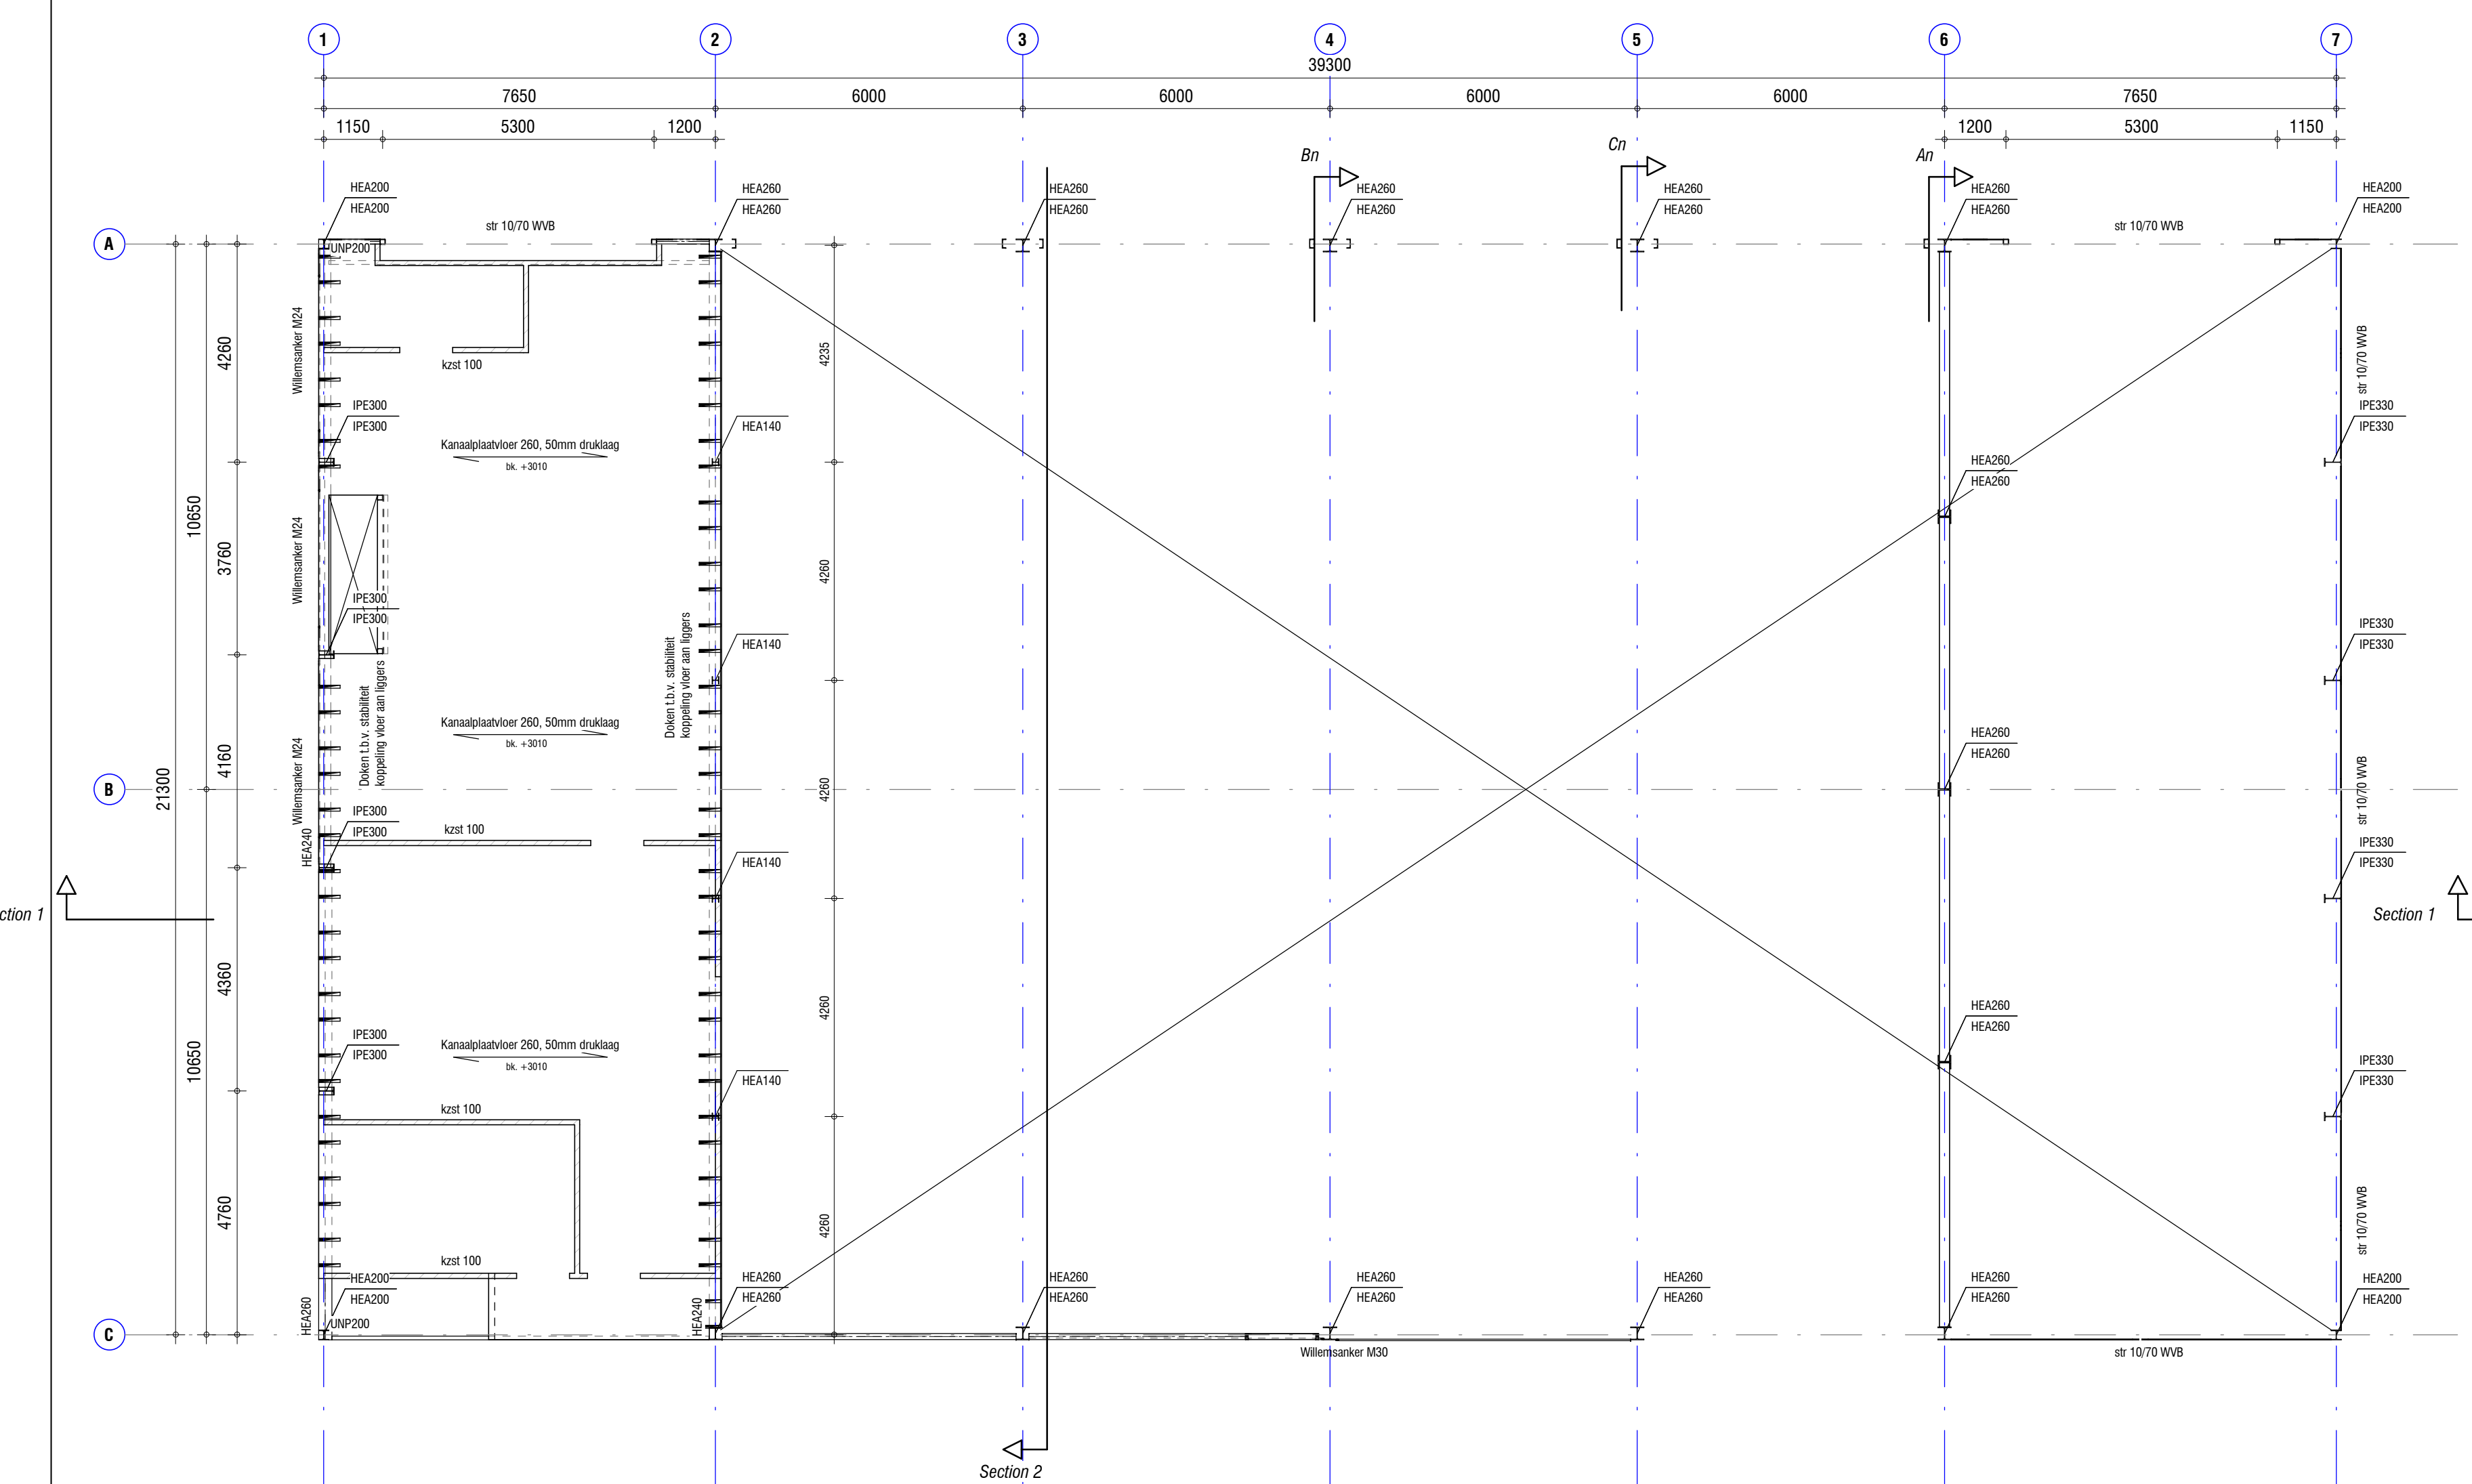 1 2 3 4 5 6 7
39300
7650 6000 6000 6000 6000 7650
1150 5300 1200 1200 5300 1150
Bn Cn An
HEA200
HEA200
HEA260
HEA260
HEA260
HEA260
HEA260
HEA260
HEA260
HEA260
HEA260
HEA260
HEA200
HEA200
str 10/70 WVB
str 10/70 WVB
A
UNP200
Willemsanker M24
4260
4235
kzst 100
str 10/70 WVB
IPE300
IPE300
HEA140
IPE330
IPE330
Kanaalplaatvloer 260, 50mm druklaag
bk. +3010
HEA260
HEA260
10650
3760
Willemsanker M24
4260
IPE300
IPE300
HEA140
IPE330
IPE330
Doken t.b.v. stabiliteit
koppeling vloer aan liggers
Doken t.b.v. stabiliteit
koppeling vloer aan liggers
Kanaalplaatvloer 260, 50mm druklaag
bk. +3010
HEA260
HEA260
21300
4160
Willemsanker M24
B
4260
str 10/70 WVB
IPE300
IPE300
HEA240
kzst 100
HEA140
IPE330
IPE330
ction 1
Section 1
4360
4260
HEA260
HEA260
10650
IPE300
IPE300
Kanaalplaatvloer 260, 50mm druklaag
bk. +3010
HEA140
IPE330
IPE330
kzst 100
4760
4260
str 10/70 WVB
kzst 100
HEA200
HEA200
HEA260
HEA260
HEA260
HEA260
HEA260
HEA260
HEA260
HEA260
HEA260
HEA260
HEA200
HEA200
HEA260
UNP200
HEA240
C
Willemsanker M30
str 10/70 WVB
Section 2